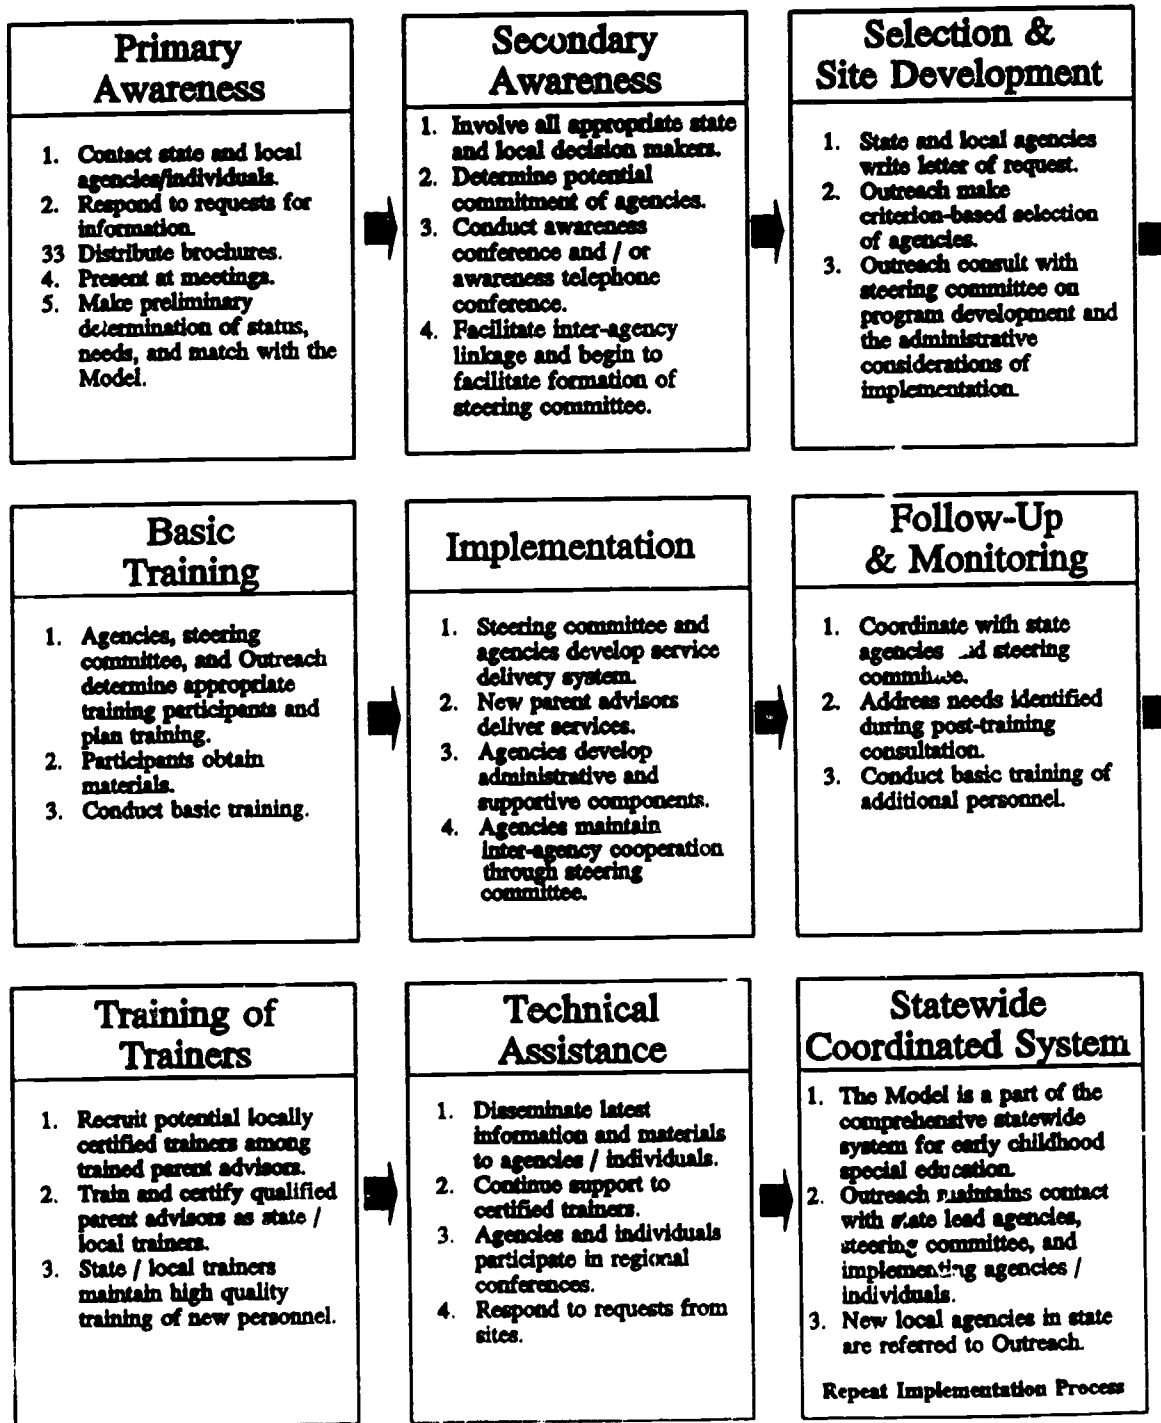 Primary
Awareness
1. Contact state and local
agencies/individuals.
2. Respond to requests for
information.
33 Distribute brochures.
4. Present at meetings.
5. Make preliminary
determination of status,
needs, and match with the
Model.
Secondary
Awareness
1. Involve all appropriate state
and local decision makers.
2. Determine potential
commitment of agencies.
3. Conduct awareness
conference and / or
awareness telephone
conference.
4. Facilitate inter-agency
linkage and begin to
facilitate formation of
steering committee.
Selection &
Site Development
1. State and local agencies
write letter of request.
2. Outreach make
criterion-based selection
of agencies.
3. Outreach consult with
steering committee on
program development and
the administrative
considerations of
implementation.
Basic
Training
1. Agencies, steering
committee, and Outreach
determine appropriate
training participants and
plan training.
2. Participants obtain
materials.
3. Conduct basic training.
Implementation
1. Steering committee and
agencies develop service
delivery system.
2. New parent advisors
deliver services.
3. Agencies develop
administrative and
supportive components.
4. Agencies maintain
inter-agency cooperation
through steering
committee.
Follow-Up
& Monitoring
1. Coordinate with state
agencies and steering
committee.
2. Address needs identified
during post-training
consultation.
3. Conduct basic training of
additional personnel.
Training of
Trainers
1. Recruit potential locally
certified trainers among
trained parent advisors.
2. Train and certify qualified
parent advisors as state /
local trainers.
3. State / local trainers
maintain high quality
training of new personnel.
Technical
Assistance
1. Disseminate latest
information and materials
to agencies / individuals.
2. Continue support to
certified trainers.
3. Agencies and individuals
participate in regional
conferences.
4. Respond to requests from
sites.
Statewide
Coordinated System
1. The Model is a part of the
comprehensive statewide
system for early childhood
special education.
2. Outreach maintains contact
with state lead agencies,
steering committee, and
implementing agencies /
individuals.
3. New local agencies in state
are referred to Outreach.
Repeat Implementation Process